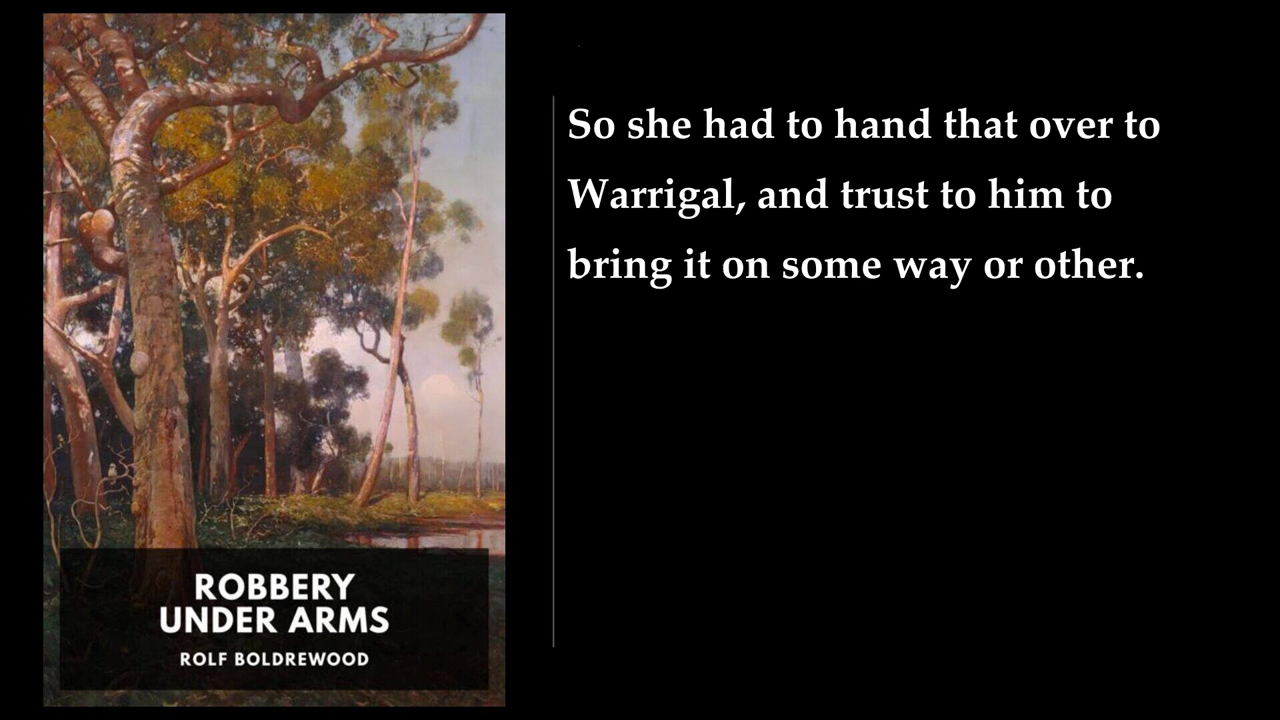 So she had to hand that over to
Warrigal, and trust to him to
bring it on some way or other.
ROBBERY
UNDER ARMS
ROLF BOLDREWOOD